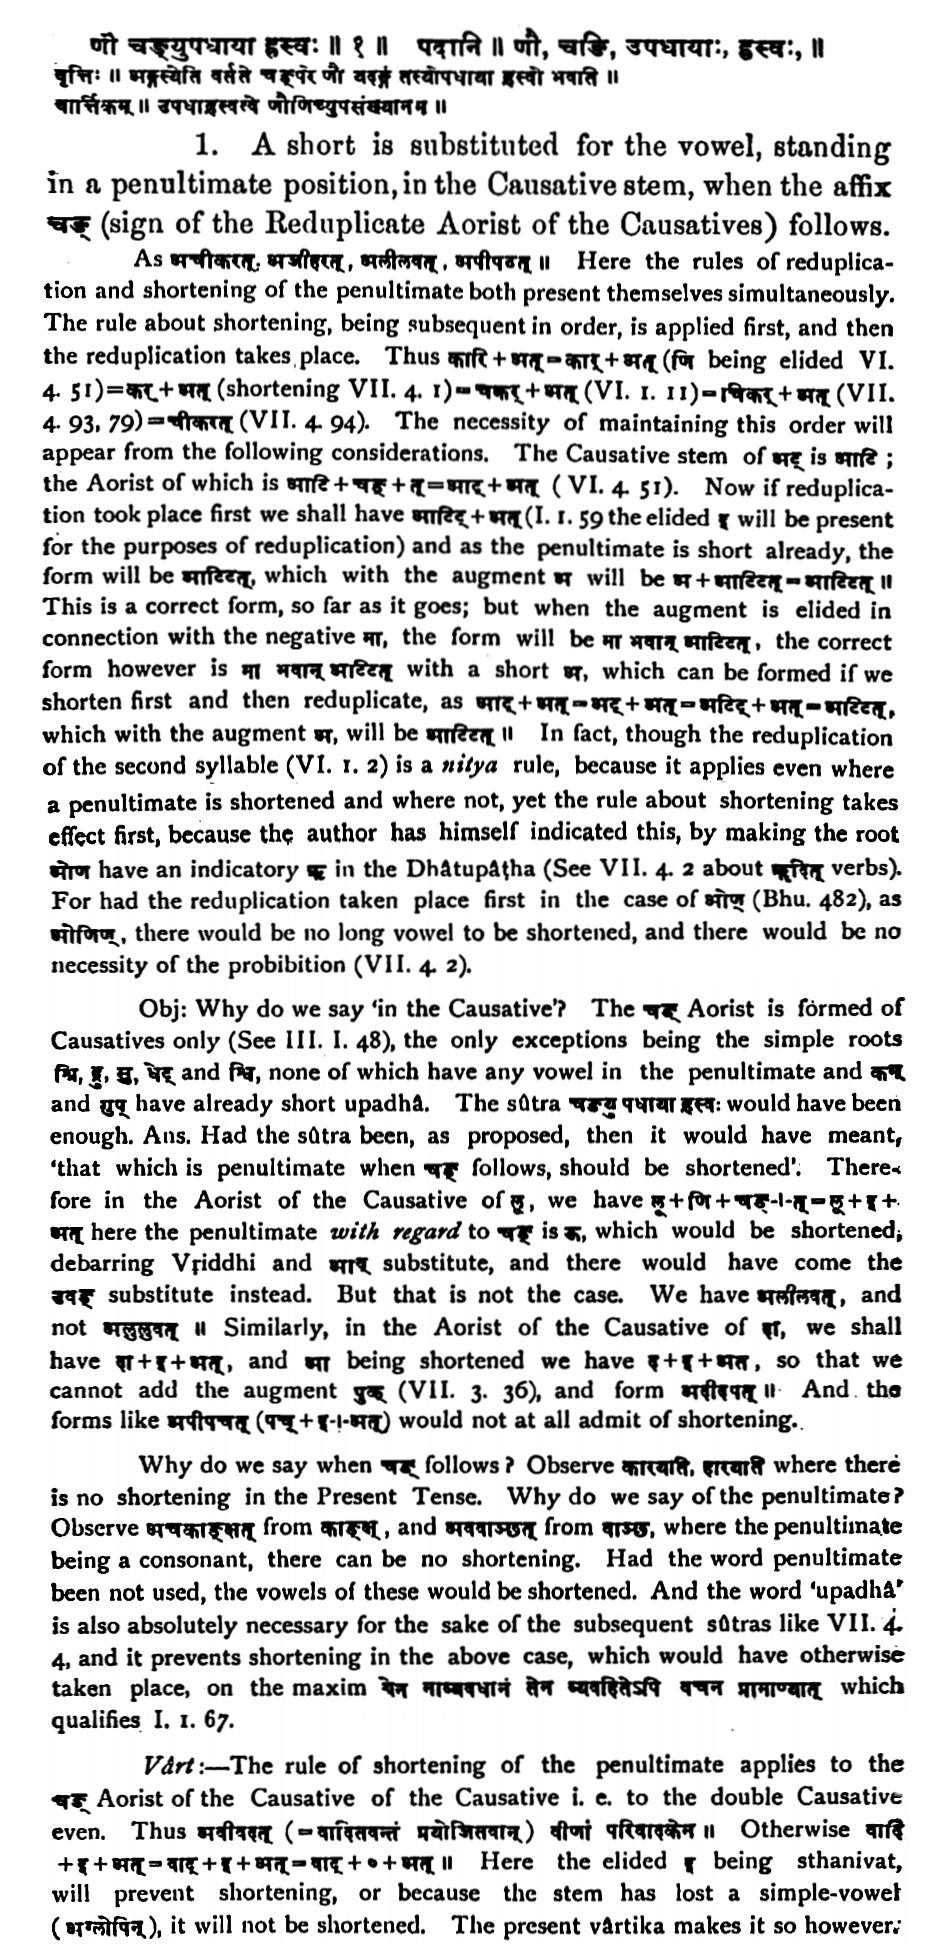 णौ चङ्युपधाया ह्रस्वः ॥ १ ॥ पदानि ॥ णौ, चङि, उपधायाः, ह्रस्वः, ॥
वृत्तिः ॥ अङ्गस्येति वर्तते चङ्परे णौ यदङ्गं तस्योपधाया ह्रस्वो भवति ॥
वार्त्तिकम् ॥ उपधाह्रस्वत्वे णौणिच्युपसंख्यानम् ॥
1. A short is substituted for the vowel, standing
in a penultimate position, in the Causative stem, when the affix
चङ् (sign of the Reduplicate Aorist of the Causatives) follows.
As अचीकरत्, अजीहरत्, अलीलवत्, अपीपठत् ॥ Here the rules of reduplica-
tion and shortening of the penultimate both present themselves simultaneously.
The rule about shortening, being subsequent in order, is applied first, and then
the reduplication takes place. Thus कारि + अत् = कार् + अत् (णि being elided VI.
4. 51) = कर् + अत् (shortening VII. 4. 1) = चकर् + अत् (VI. 1. 11) = चिकर् + अत् (VII.
4. 93, 79) = चीकरत् (VII. 4. 94). The necessity of maintaining this order will
appear from the following considerations. The Causative stem of अट् is आटि ;
the Aorist of which is आटि + चङ् + त् = आट् + अत् ( VI. 4. 51). Now if reduplica-
tion took place first we shall have आटिट् + अत् (I. 1. 59 the elided इ will be present
for the purposes of reduplication) and as the penultimate is short already, the
form will be आटिटत्, which with the augment अ will be अ + आटिटत् = आटिटत् ॥
This is a correct form, so far as it goes; but when the augment is elided in
connection with the negative मा, the form will be मा भवान् आटिटत्, the correct
form however is मा भवान् अटिटत् with a short अ, which can be formed if we
shorten first and then reduplicate, as आट् + अत् = अट् + अत् = अटिट् + अत् = अटिटत्,
which with the augment अ, will be आटिटत् ॥ In fact, though the reduplication
of the second syllable (VI. 1. 2) is a nitya rule, because it applies even where
a penultimate is shortened and where not, yet the rule about shortening takes
effect first, because the author has himself indicated this, by making the root
ओण have an indicatory ऋ in the Dhâtupâṭha (See VII. 4. 2 about ऋदित् verbs).
For had the reduplication taken place first in the case of ओण् (Bhu. 482), as
ओणिण्, there would be no long vowel to be shortened, and there would be no
necessity of the probibition (VII. 4. 2).
Obj: Why do we say 'in the Causative'? The चङ् Aorist is formed of
Causatives only (See III. I. 48), the only exceptions being the simple roots
श्रि, द्रु, स्रु, धेट् and श्वि, none of which have any vowel in the penultimate and कम्
and गुप् have already short upadhâ. The sûtra चङ्यु पधाया ह्रस्वः would have been
enough. Ans. Had the sûtra been, as proposed, then it would have meant,
'that which is penultimate when चङ् follows, should be shortened'. There-
fore in the Aorist of the Causative of लू, we have लू + णि + चङ् + त् = लू + इ +
अत् here the penultimate with regard to चङ् is ऊ, which would be shortened,
debarring Vṛiddhi and आव् substitute, and there would have come the
उवङ् substitute instead. But that is not the case. We have अलीलवत्, and
not अलुलुवत् ॥ Similarly, in the Aorist of the Causative of दा, we shall
have दा + इ + अत्, and आ being shortened we have द + इ + अत, so that we
cannot add the augment पुक् (VII. 3. 36), and form अदीदपत् ॥ And the
forms like अपीपचत् (पच् + इ + अत्) would not at all admit of shortening.
Why do we say when चङ् follows? Observe कारयति, हारयति where there
is no shortening in the Present Tense. Why do we say of the penultimate?
Observe अचकाङ्क्षत् from काङ्क्ष्, and अववाञ्छत् from वाञ्छ, where the penultimate
being a consonant, there can be no shortening. Had the word penultimate
been not used, the vowels of these would be shortened. And the word 'upadhâ'
is also absolutely necessary for the sake of the subsequent sûtras like VII. 4.
4, and it prevents shortening in the above case, which would have otherwise
taken place, on the maxim येन नाव्यवधानं तेन व्यवहितेऽपि वचन प्रामाण्यात् which
qualifies I. 1. 67.
Vârt:—The rule of shortening of the penultimate applies to the
चङ् Aorist of the Causative of the Causative i. e. to the double Causative
even. Thus अवीवदत् (= वादितवन्तं प्रयोजितवान्) वीणां परिवादकेन ॥ Otherwise वादि
+ इ + अत् = वाद् + इ + अत् = वाद् + ० + अत् ॥ Here the elided इ being sthanivat,
will prevent shortening, or because the stem has lost a simple-vowel
( अग्लोपिन् ), it will not be shortened. The present vârtika makes it so however.